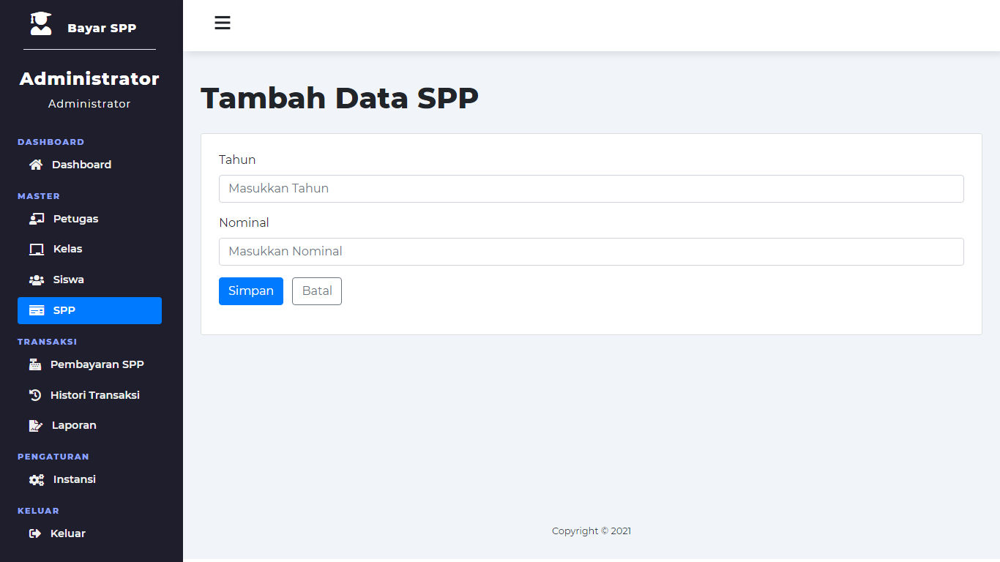 Bayar SPP
Administrator
Administrator
DASHBOARD
Dashboard
MASTER
Petugas
Kelas
Siswa
SPP
TRANSAKSI
Pembayaran SPP
Histori Transaksi
Laporan
PENGATURAN
Instansi
KELUAR
Keluar
Tambah Data SPP
Tahun
Masukkan Tahun
Nominal
Masukkan Nominal
Simpan Batal
Copyright © 2021